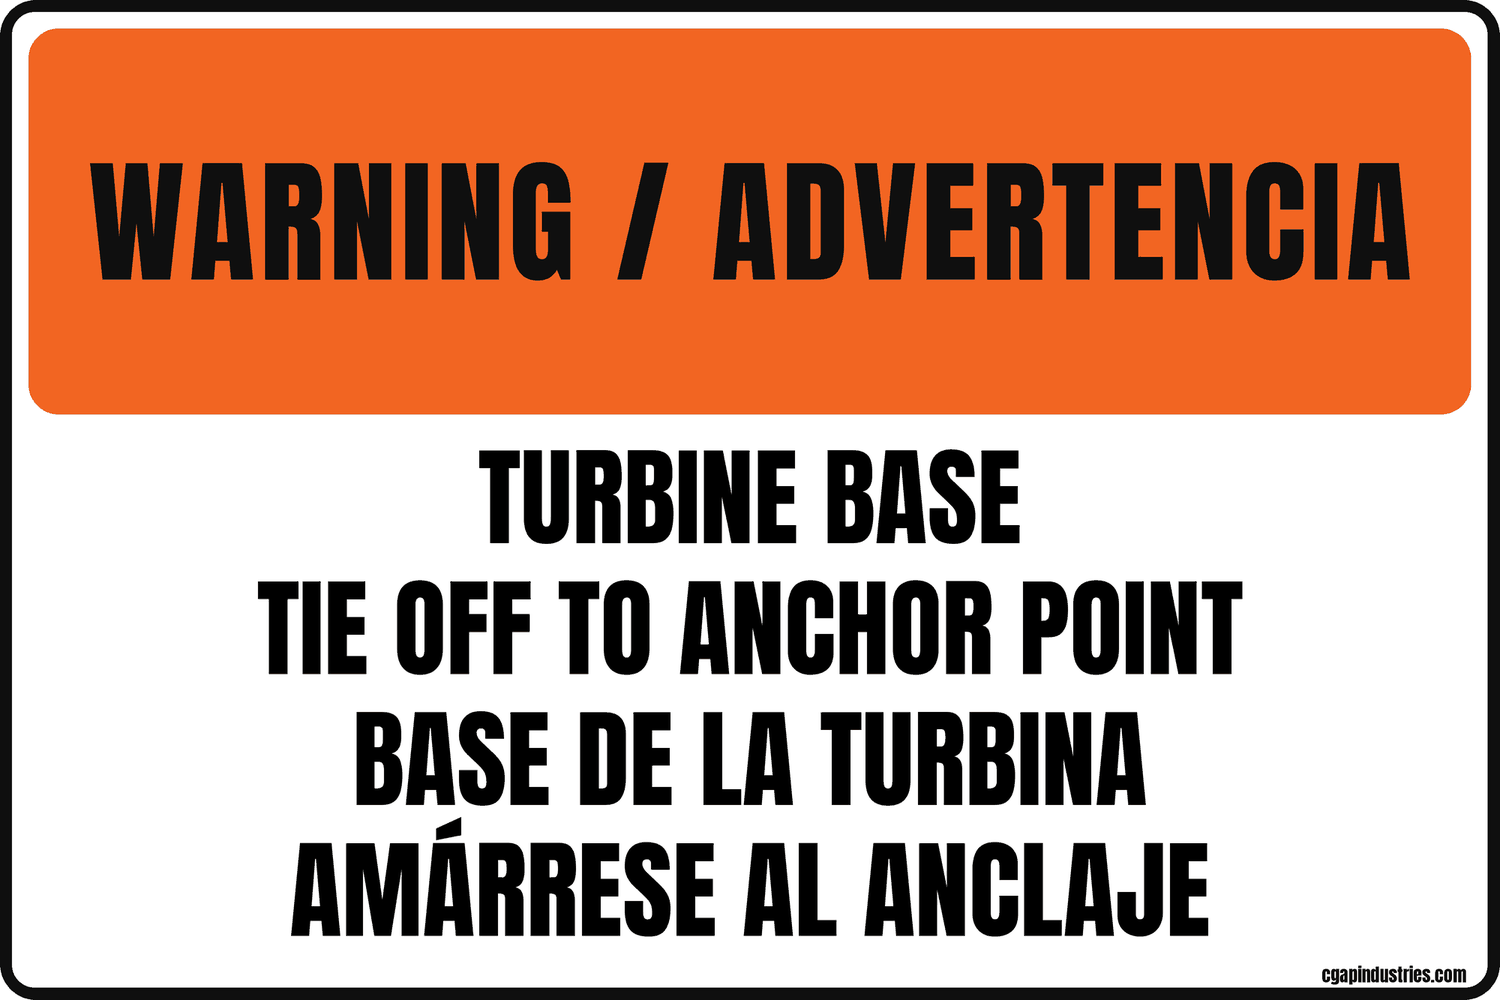 WARNING / ADVERTENCIA
TURBINE BASE
TIE OFF TO ANCHOR POINT
BASE DE LA TURBINA
AMÁRRESE AL ANCLAJE
cgapindustries.com